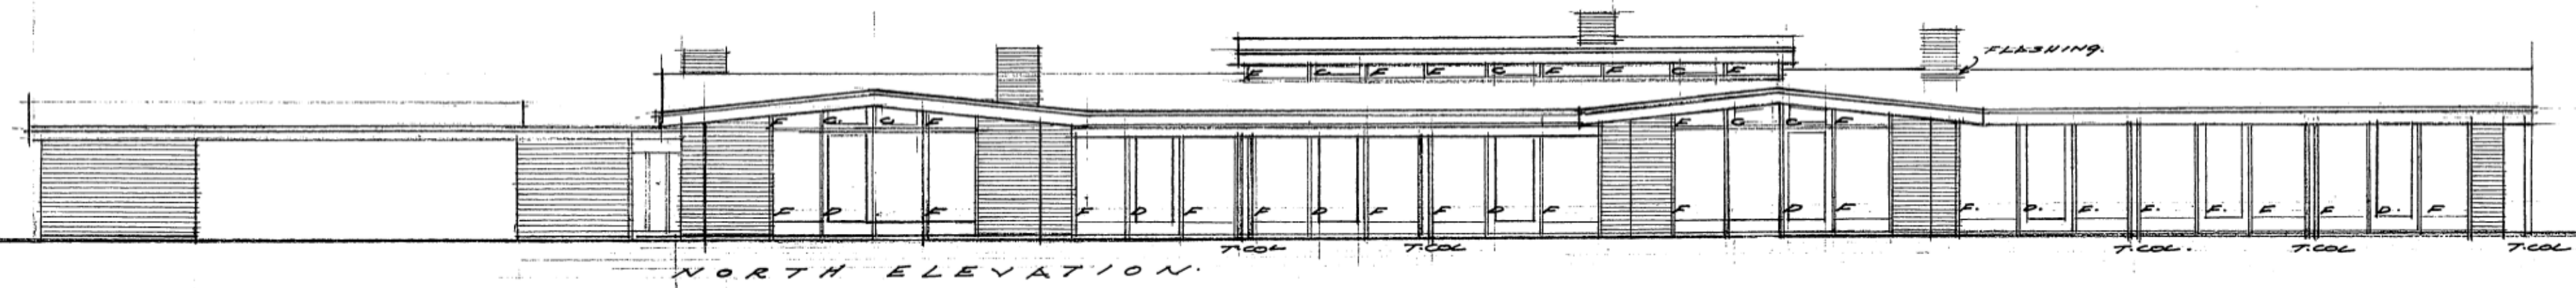 FLASHING.
F C F F C F F C F
F C. C F
F C C F
F D F
F D F F D F F D F
F D F
F. D. F. F. F. F F D. F
T.COL T.COL T.COL. T.COL T.COL
NORTH ELEVATION.